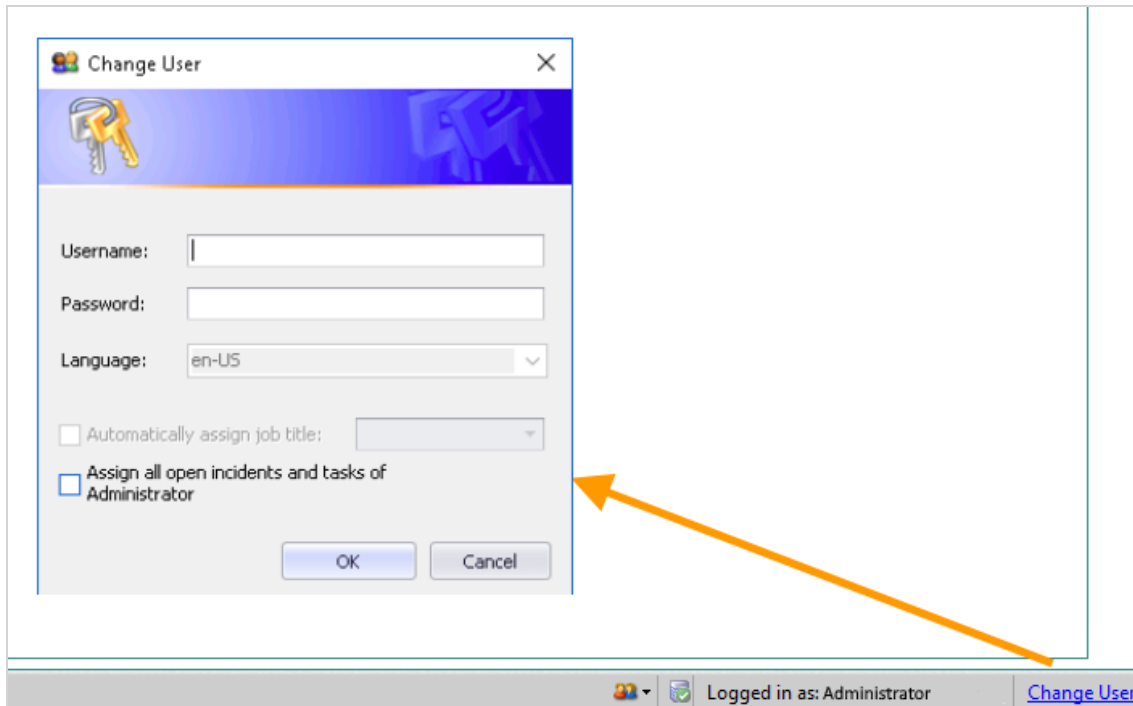 Change User
Username:
Password:
Language: en-US
Automatically assign job title:
Assign all open incidents and tasks of
Administrator
OK Cancel
Logged in as: Administrator Change User